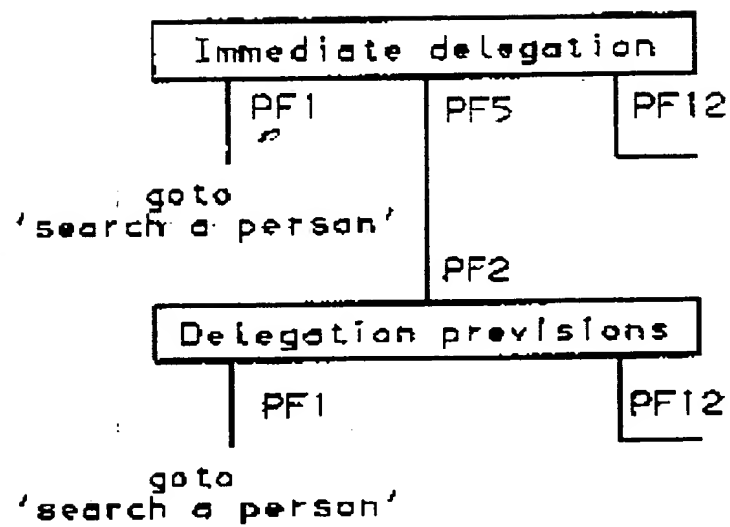 Immediate delegation
PF1 PF5 PF12
goto
'search a person'
PF2
Delegation previsions
PF1 PF12
goto
'search a person'